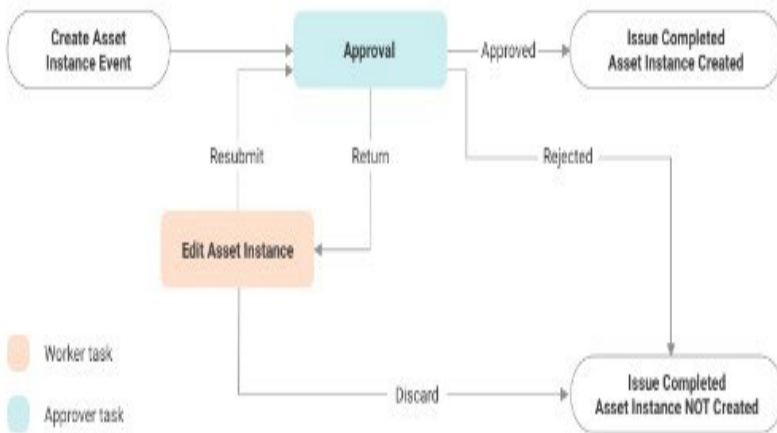 Create Asset
Instance Event
Approval
Approved
Issue Completed
Asset Instance Created
Resubmit
Return
Rejected
Edit Asset Instance
Worker task
Discard
Issue Completed
Asset Instance NOT Created
Approver task